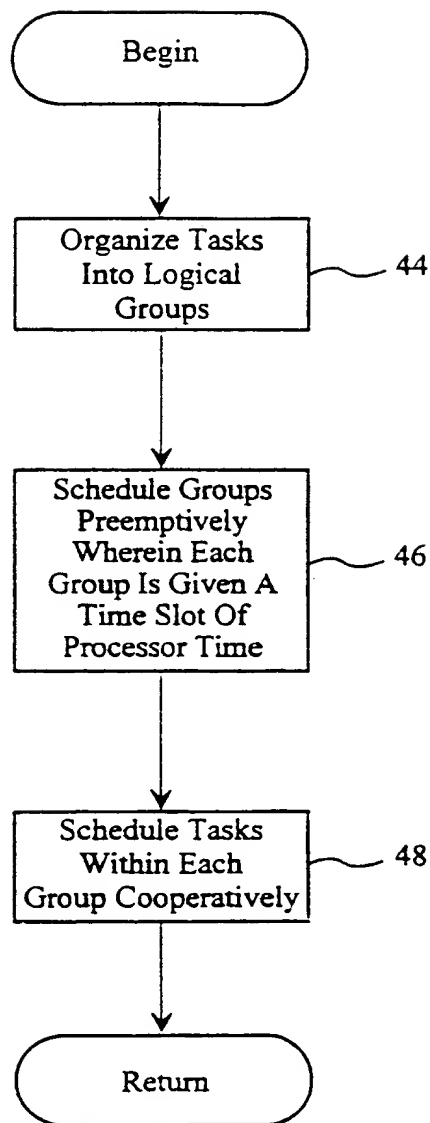 Begin
Organize Tasks
Into Logical
Groups
44
Schedule Groups
Preemptively
Wherein Each
Group Is Given A
Time Slot Of
Processor Time
46
Schedule Tasks
Within Each
Group Cooperatively
48
Return